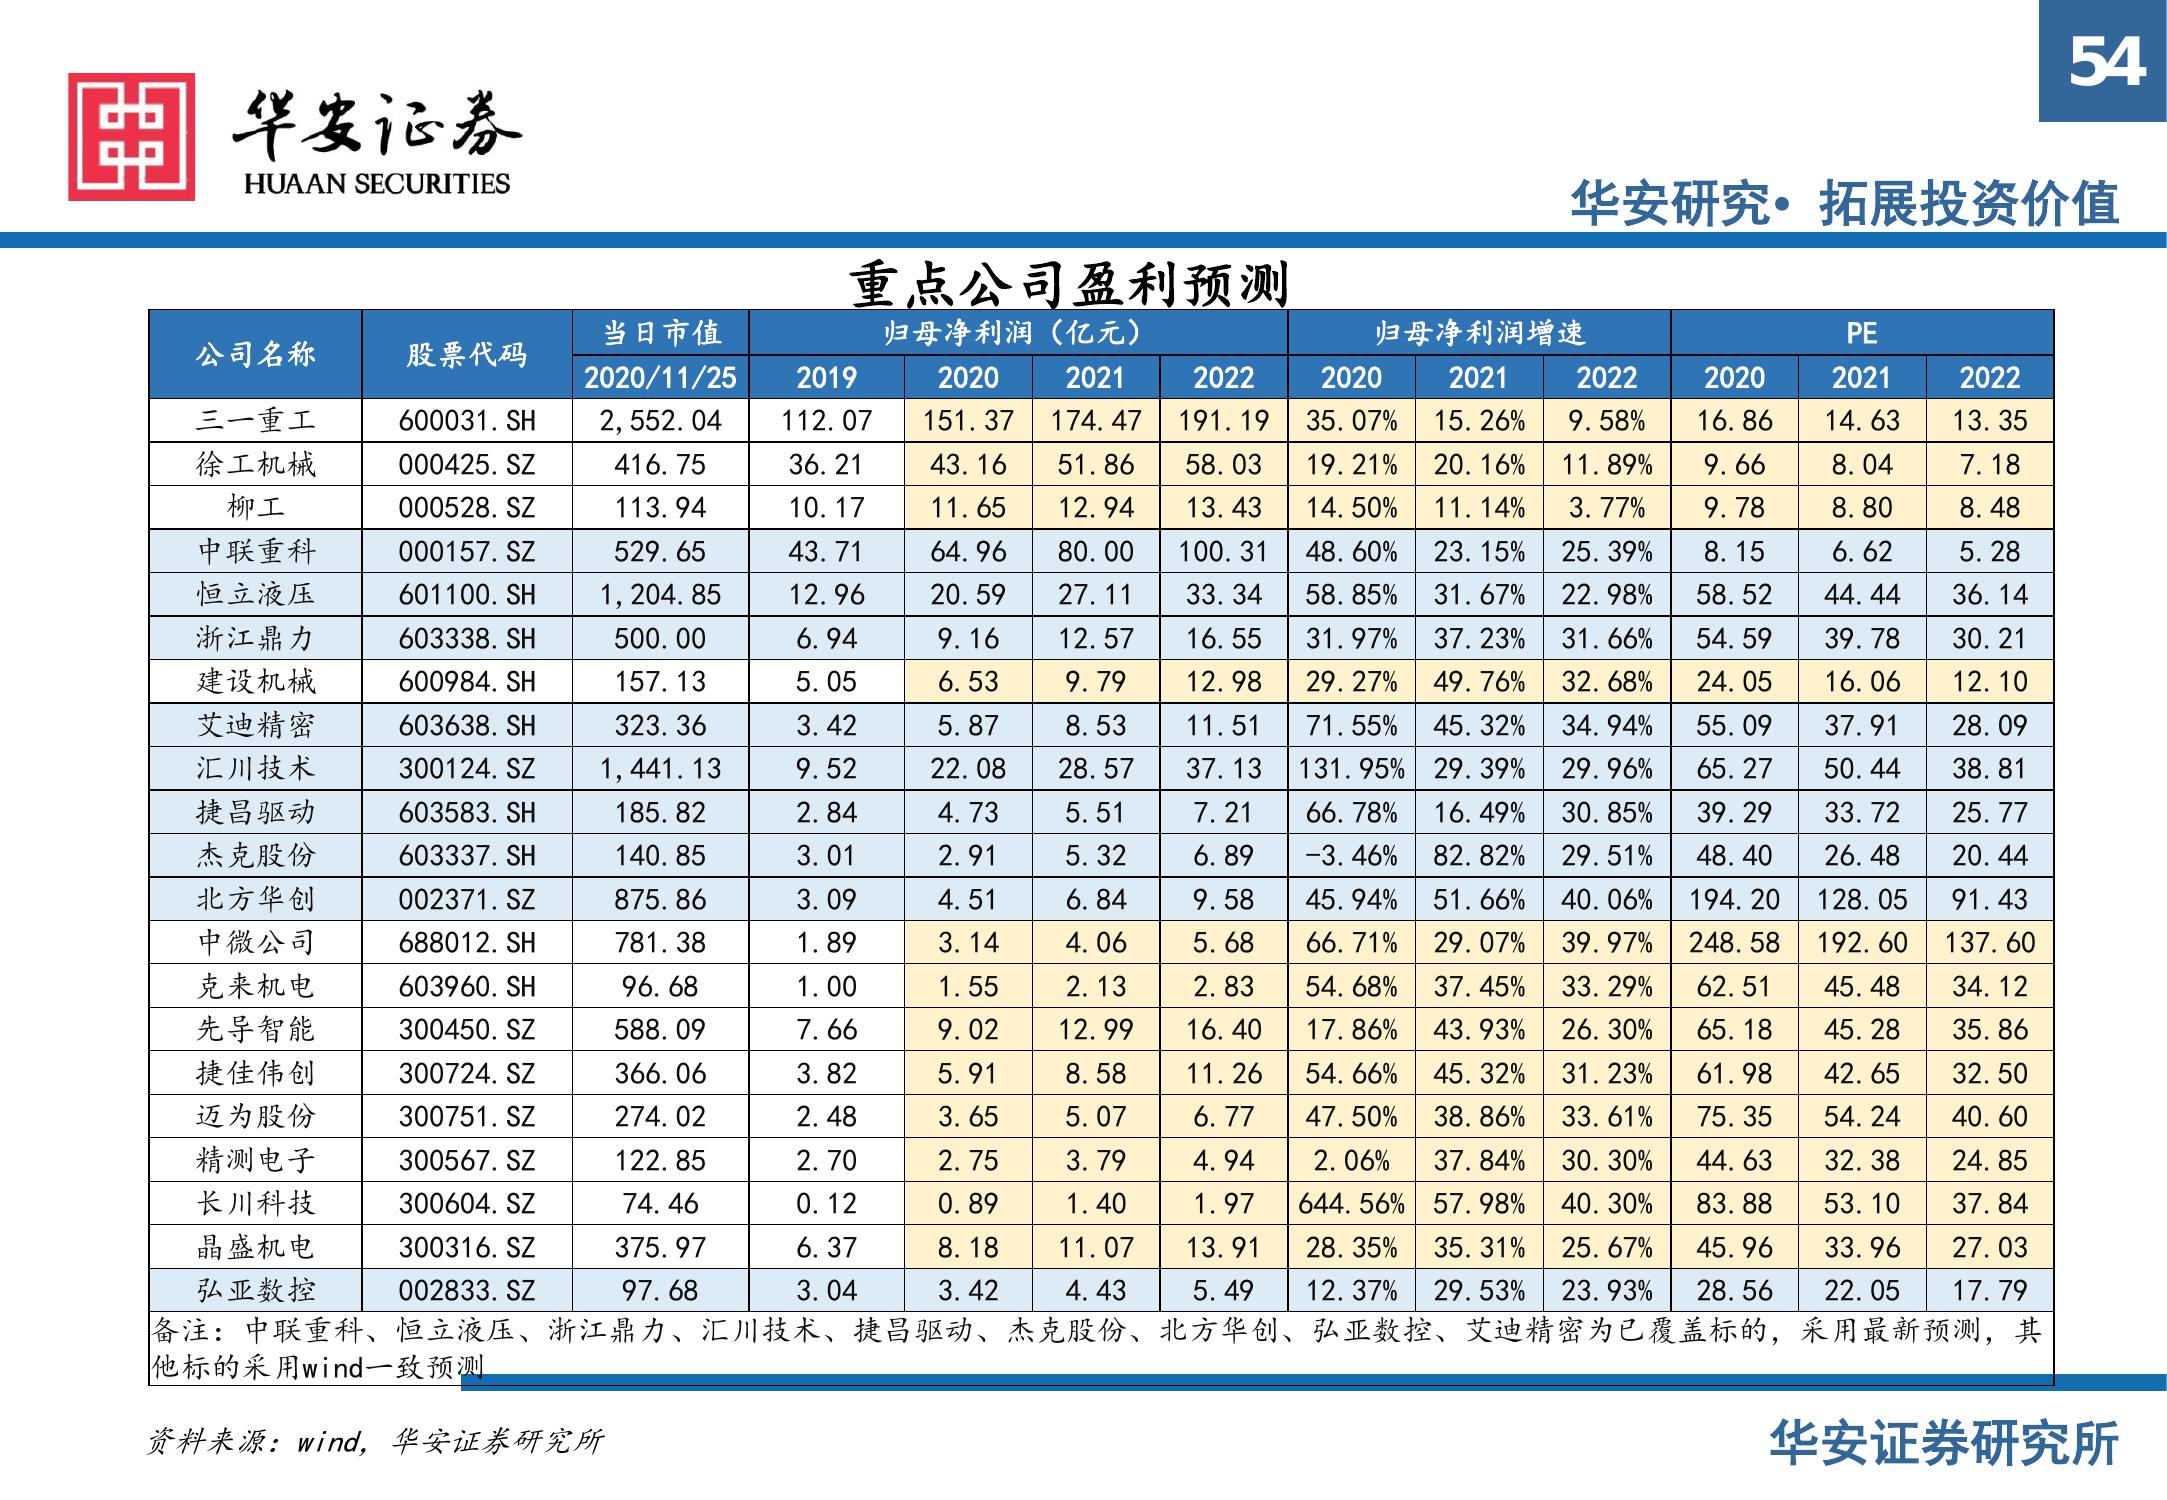 54
华安证券
HUAAN SECURITIES
华安研究• 拓展投资价值
重点公司盈利预测
公司名称 股票代码 当日市值 归母净利润（亿元） 归母净利润增速 PE
2020/11/25 2019 2020 2021 2022 2020 2021 2022 2020 2021 2022
三一重工 600031.SH 2,552.04 112.07 151.37 174.47 191.19 35.07% 15.26% 9.58% 16.86 14.63 13.35
徐工机械 000425.SZ 416.75 36.21 43.16 51.86 58.03 19.21% 20.16% 11.89% 9.66 8.04 7.18
柳工 000528.SZ 113.94 10.17 11.65 12.94 13.43 14.50% 11.14% 3.77% 9.78 8.80 8.48
中联重科 000157.SZ 529.65 43.71 64.96 80.00 100.31 48.60% 23.15% 25.39% 8.15 6.62 5.28
恒立液压 601100.SH 1,204.85 12.96 20.59 27.11 33.34 58.85% 31.67% 22.98% 58.52 44.44 36.14
浙江鼎力 603338.SH 500.00 6.94 9.16 12.57 16.55 31.97% 37.23% 31.66% 54.59 39.78 30.21
建设机械 600984.SH 157.13 5.05 6.53 9.79 12.98 29.27% 49.76% 32.68% 24.05 16.06 12.10
艾迪精密 603638.SH 323.36 3.42 5.87 8.53 11.51 71.55% 45.32% 34.94% 55.09 37.91 28.09
汇川技术 300124.SZ 1,441.13 9.52 22.08 28.57 37.13 131.95% 29.39% 29.96% 65.27 50.44 38.81
捷昌驱动 603583.SH 185.82 2.84 4.73 5.51 7.21 66.78% 16.49% 30.85% 39.29 33.72 25.77
杰克股份 603337.SH 140.85 3.01 2.91 5.32 6.89 -3.46% 82.82% 29.51% 48.40 26.48 20.44
北方华创 002371.SZ 875.86 3.09 4.51 6.84 9.58 45.94% 51.66% 40.06% 194.20 128.05 91.43
中微公司 688012.SH 781.38 1.89 3.14 4.06 5.68 66.71% 29.07% 39.97% 248.58 192.60 137.60
克来机电 603960.SH 96.68 1.00 1.55 2.13 2.83 54.68% 37.45% 33.29% 62.51 45.48 34.12
先导智能 300450.SZ 588.09 7.66 9.02 12.99 16.40 17.86% 43.93% 26.30% 65.18 45.28 35.86
捷佳伟创 300724.SZ 366.06 3.82 5.91 8.58 11.26 54.66% 45.32% 31.23% 61.98 42.65 32.50
迈为股份 300751.SZ 274.02 2.48 3.65 5.07 6.77 47.50% 38.86% 33.61% 75.35 54.24 40.60
精测电子 300567.SZ 122.85 2.70 2.75 3.79 4.94 2.06% 37.84% 30.30% 44.63 32.38 24.85
长川科技 300604.SZ 74.46 0.12 0.89 1.40 1.97 644.56% 57.98% 40.30% 83.88 53.10 37.84
晶盛机电 300316.SZ 375.97 6.37 8.18 11.07 13.91 28.35% 35.31% 25.67% 45.96 33.96 27.03
弘亚数控 002833.SZ 97.68 3.04 3.42 4.43 5.49 12.37% 29.53% 23.93% 28.56 22.05 17.79
备注：中联重科、恒立液压、浙江鼎力、汇川技术、捷昌驱动、杰克股份、北方华创、弘亚数控、艾迪精密为已覆盖标的，采用最新预测，其
他标的采用wind一致预测
资料来源：wind，华安证券研究所
华安证券研究所